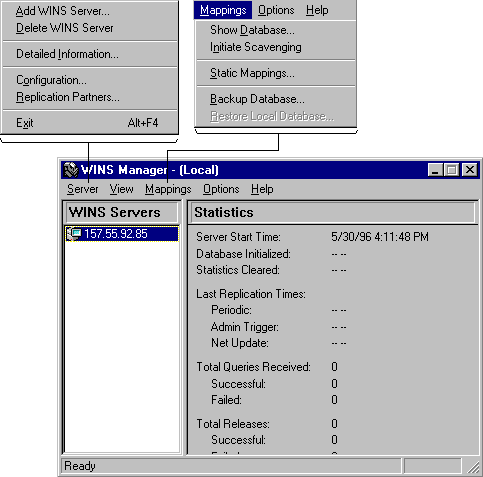 Add WINS Server...
Delete WINS Server
Detailed Information...
Configuration...
Replication Partners...
Exit Alt+F4
Mappings Options Help
Show Database...
Initiate Scavenging
Static Mappings...
Backup Database...
Restore Local Database...
WINS Manager - (Local)
Server View Mappings Options Help
WINS Servers
157.55.92.85
Statistics
Server Start Time: 5/30/96 4:11:48 PM
Database Initialized: -- --
Statistics Cleared: -- --
Last Replication Times:
Periodic: -- --
Admin Trigger: -- --
Net Update: -- --
Total Queries Received: 0
Successful: 0
Failed: 0
Total Releases: 0
Successful: 0
Ready